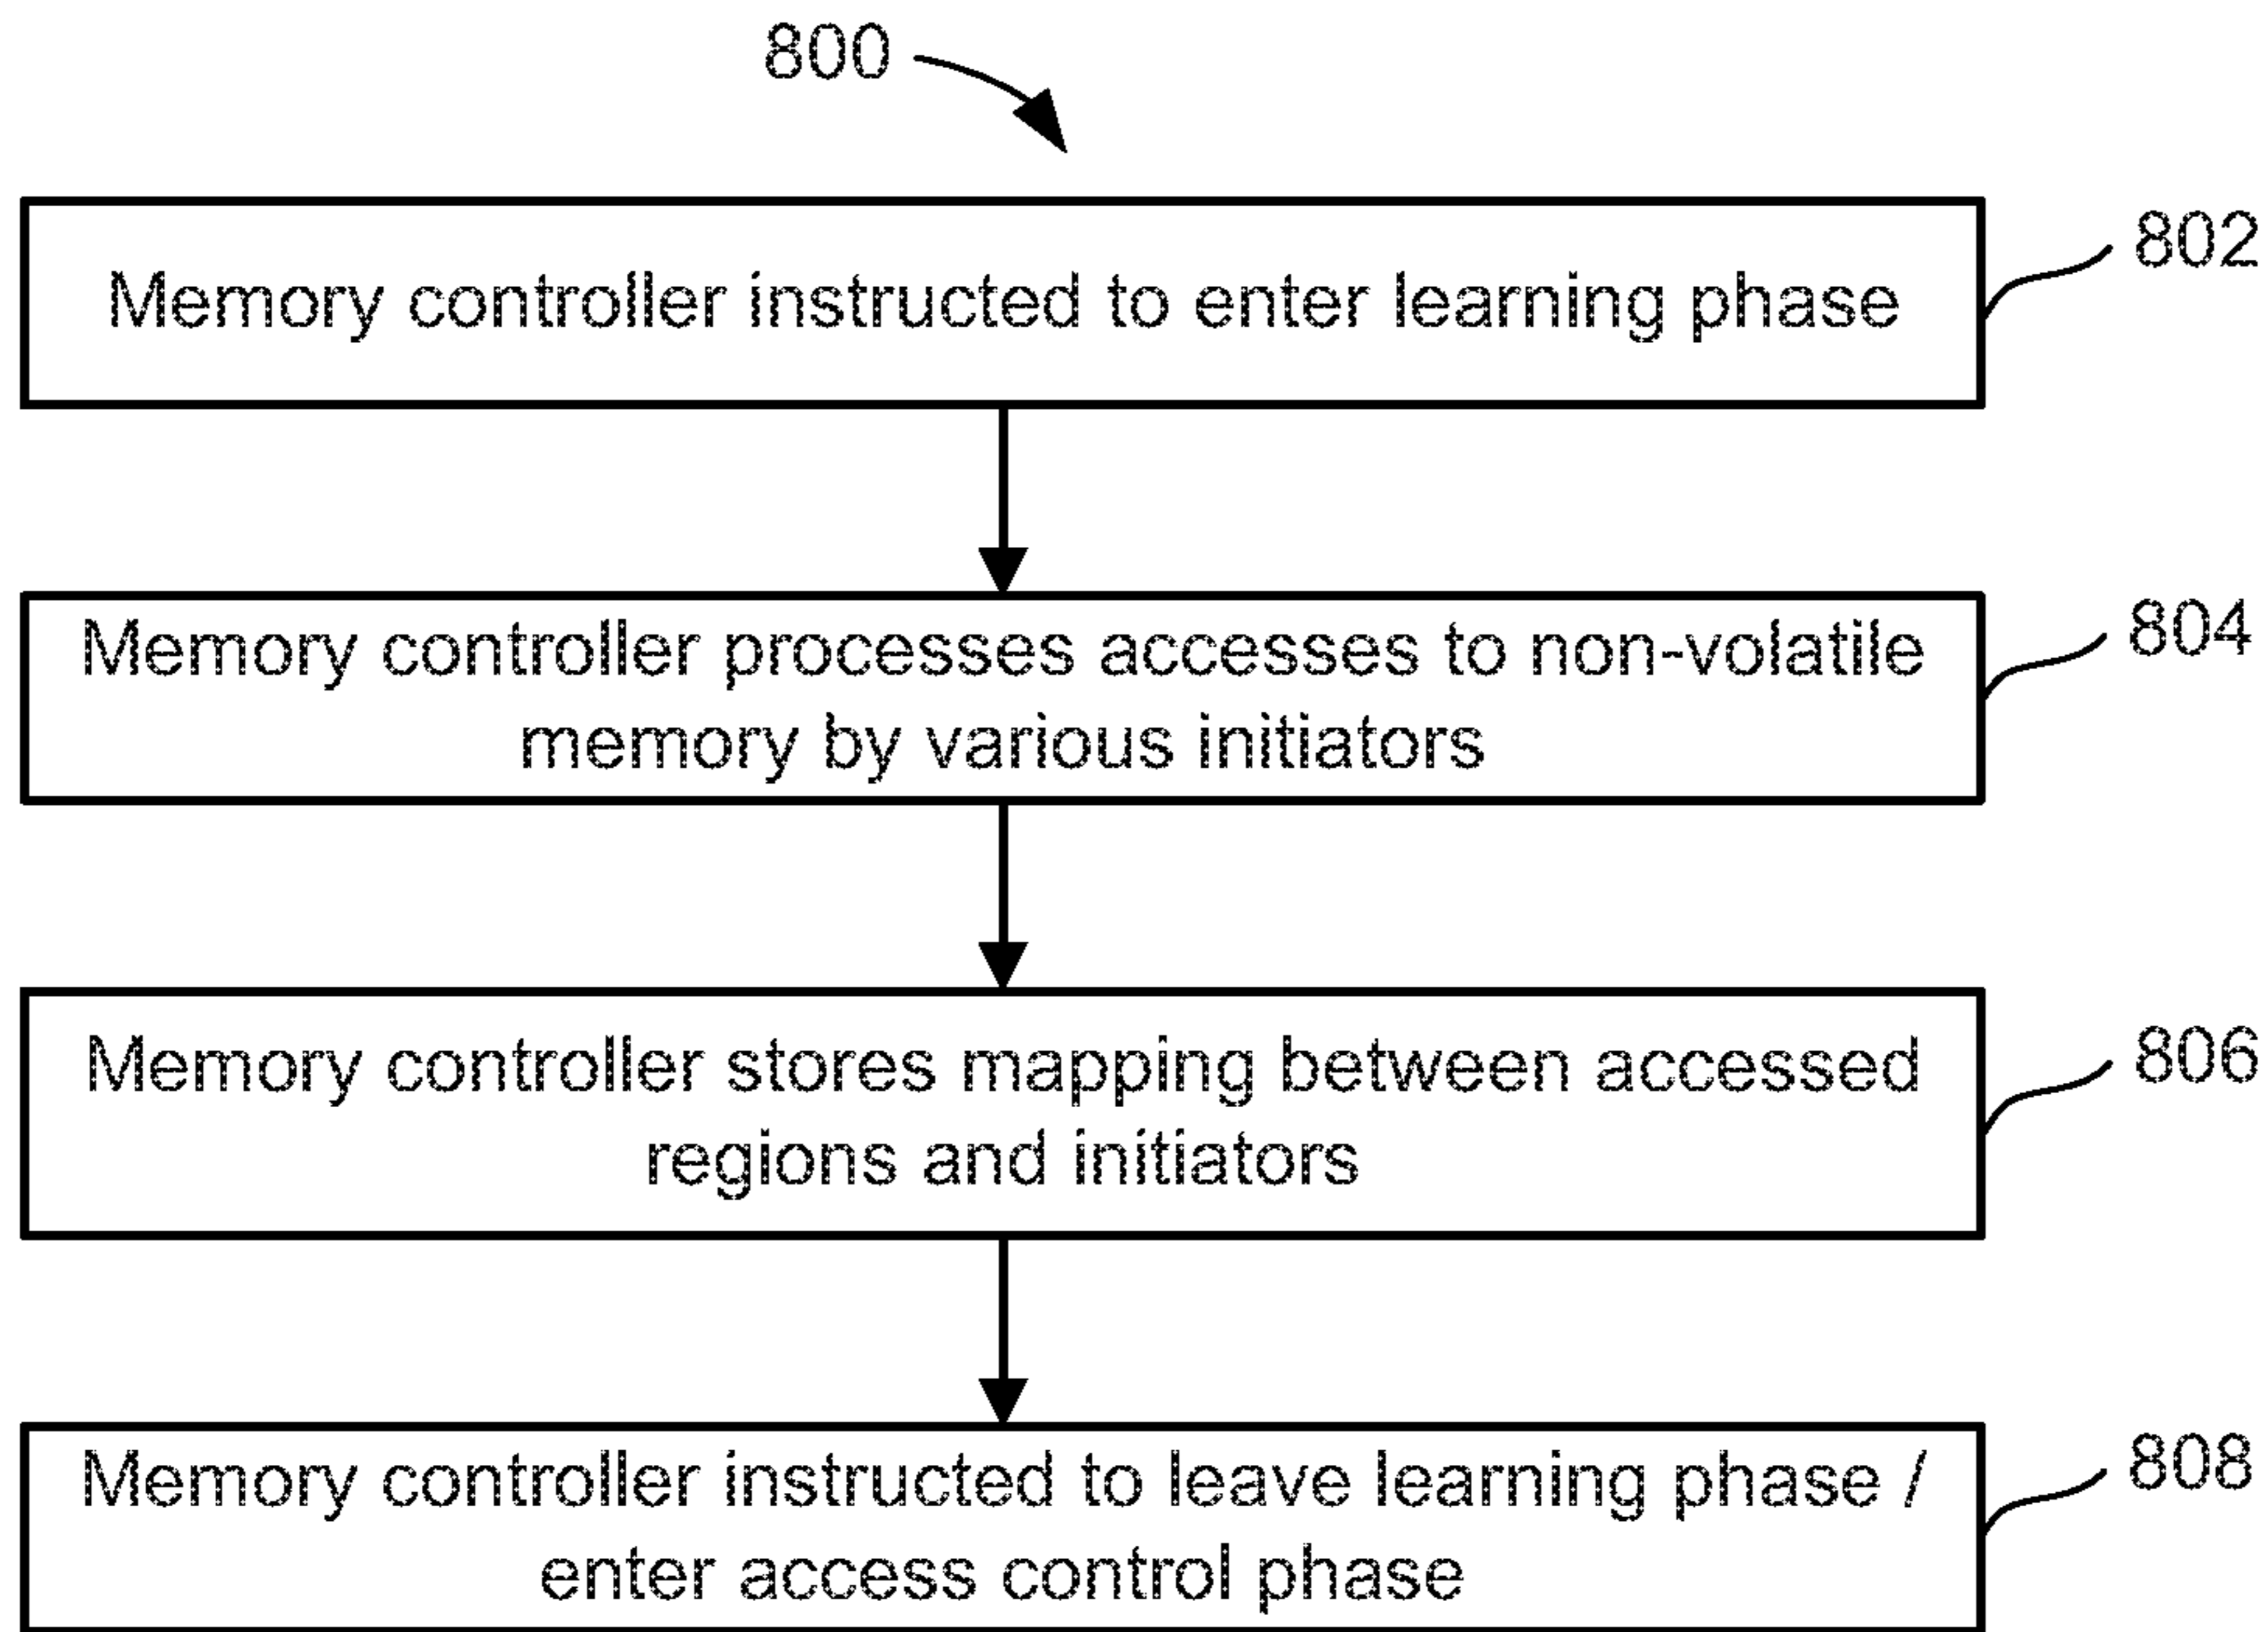 800
Memory controller instructed to enter learning phase
802
Memory controller processes accesses to non-volatile
memory by various initiators
804
Memory controller stores mapping between accessed
regions and initiators
806
Memory controller instructed to leave learning phase /
enter access control phase
808